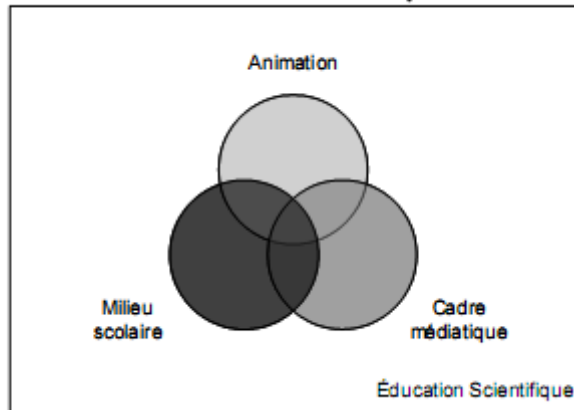 Animation
Milieu
scolaire
Cadre
médiatique
Éducation Scientifique